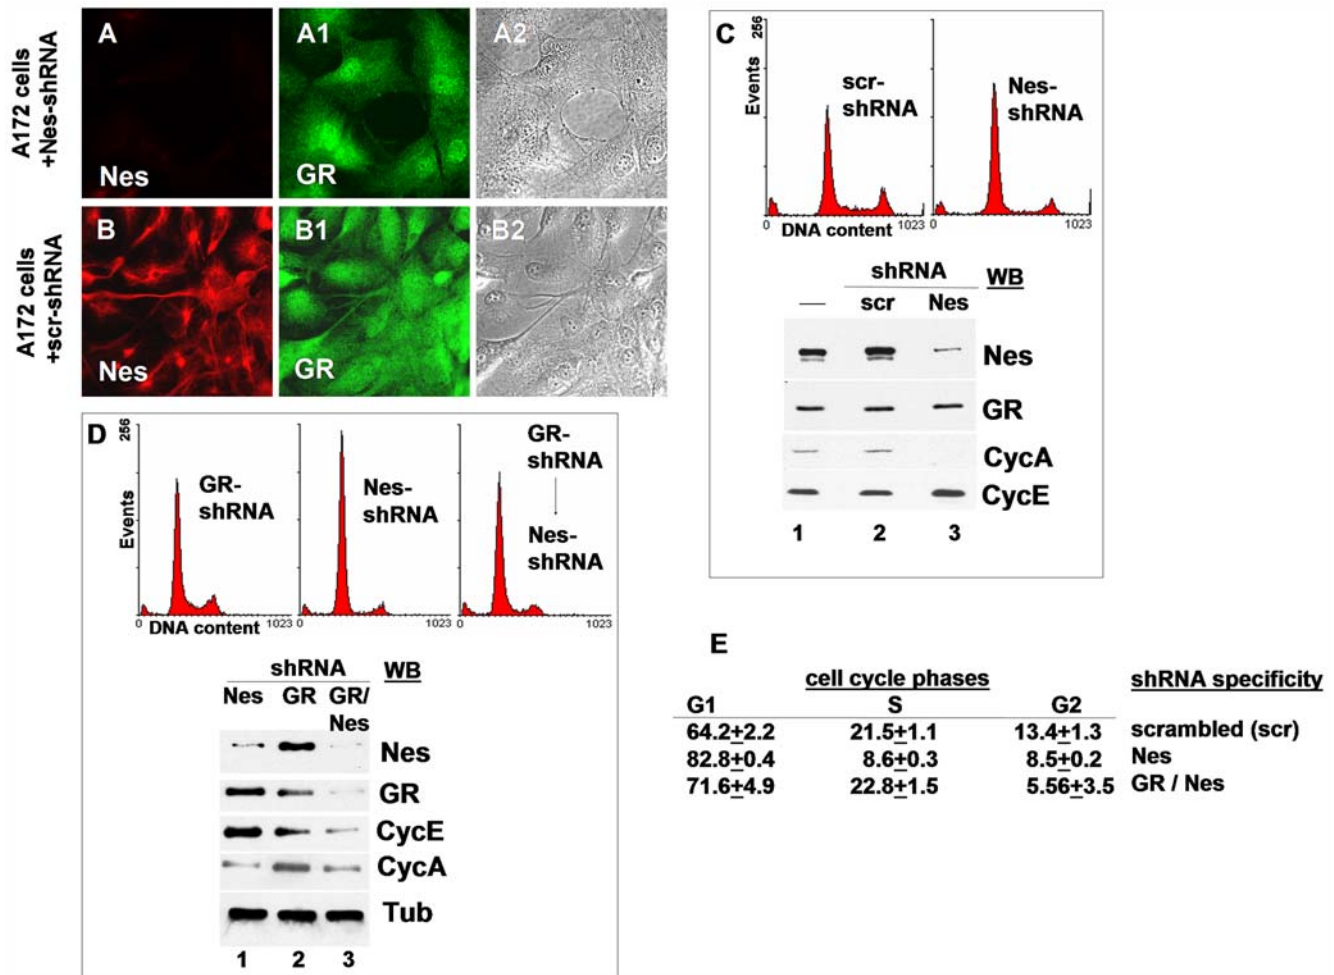 A172 cells
+Nes-shRNA
A
Nes
A1
GR
A2
A172 cells
+scr-shRNA
B
Nes
B1
GR
B2
C
256
Events
scr-
shRNA
Nes-
shRNA
0
DNA content
1023
0
1023
shRNA
WB
—
scr
Nes
Nes
GR
CycA
CycE
1
2
3
D
256
Events
GR-
shRNA
Nes-
shRNA
GR-
shRNA
Nes-
shRNA
0
DNA content
1023
0
1023
0
1023
shRNA
WB
Nes
GR
GR/
Nes
Nes
GR
CycE
CycA
Tub
1
2
3
E
cell cycle phases
shRNA specificity
G1 S G2
64.2±2.2 21.5±1.1 13.4±1.3 scrambled (scr)
82.8±0.4 8.6±0.3 8.5±0.2 Nes
71.6±4.9 22.8±1.5 5.56±3.5 GR / Nes